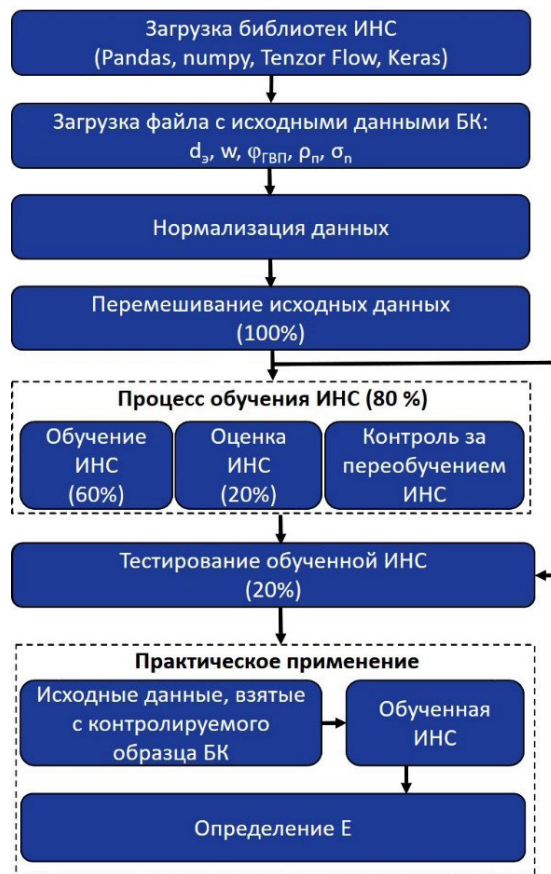 Загрузка библиотек ИНС
(Pandas, numpy, Tenzor Flow, Keras)
Загрузка файла с исходными данными БК:
dэ, w, φГВП, ρп, σп
Нормализация данных
Перемешивание исходных данных
(100%)
Процесс обучения ИНС (80 %)
Обучение
ИНС
(60%)
Оценка
ИНС
(20%)
Контроль за
переобучением
ИНС
Тестирование обученной ИНС
(20%)
Практическое применение
Исходные данные, взятые
с контролируемого
образца БК
Обученная
ИНС
Определение Е